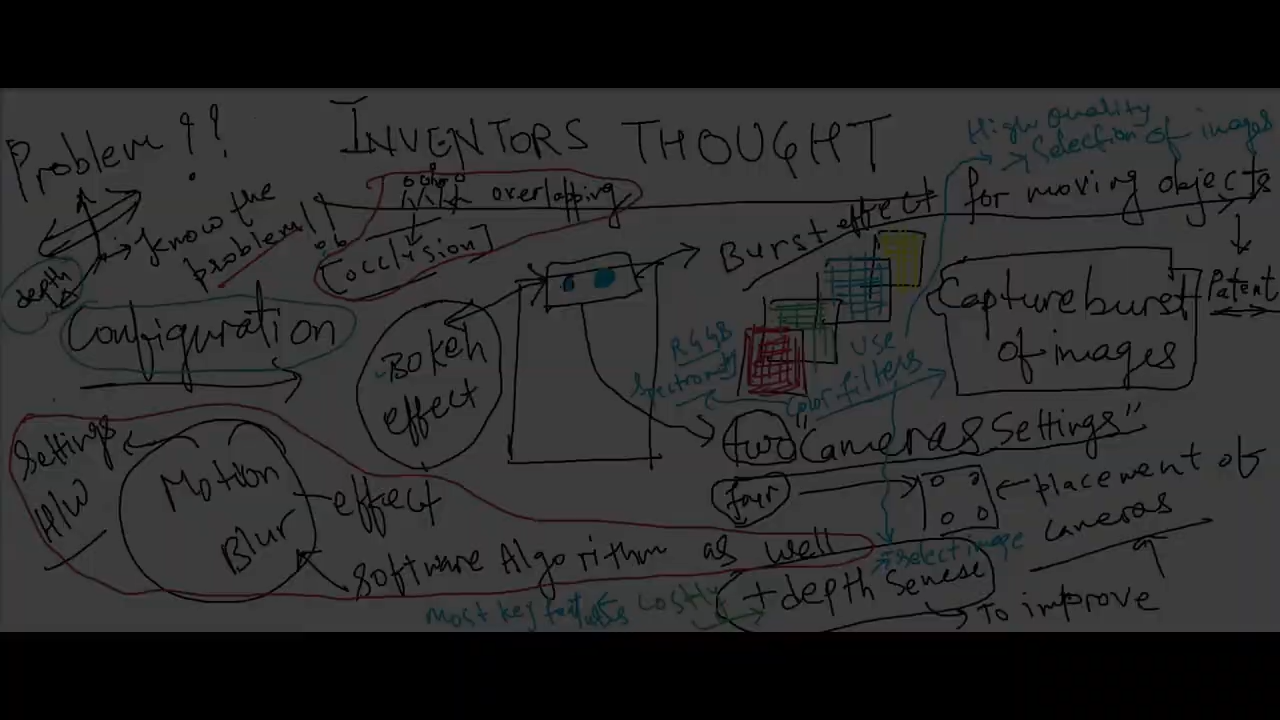 INVENTORS THOUGHT
Problem ??
know the
problem!!
depth
overlapping
[occlusion]
Configuration
Bokeh
effect
Burst effect
for moving objects
High quality
Selection of images
Patent
Capture burst
of images
RGGB
use
color filters
two "Cameras Settings"
four
placement of
cameras
Settings
H/W
Motion
Blur
effect
software Algorithm as well
select image
+ depth Senese
To improve
most key features costly